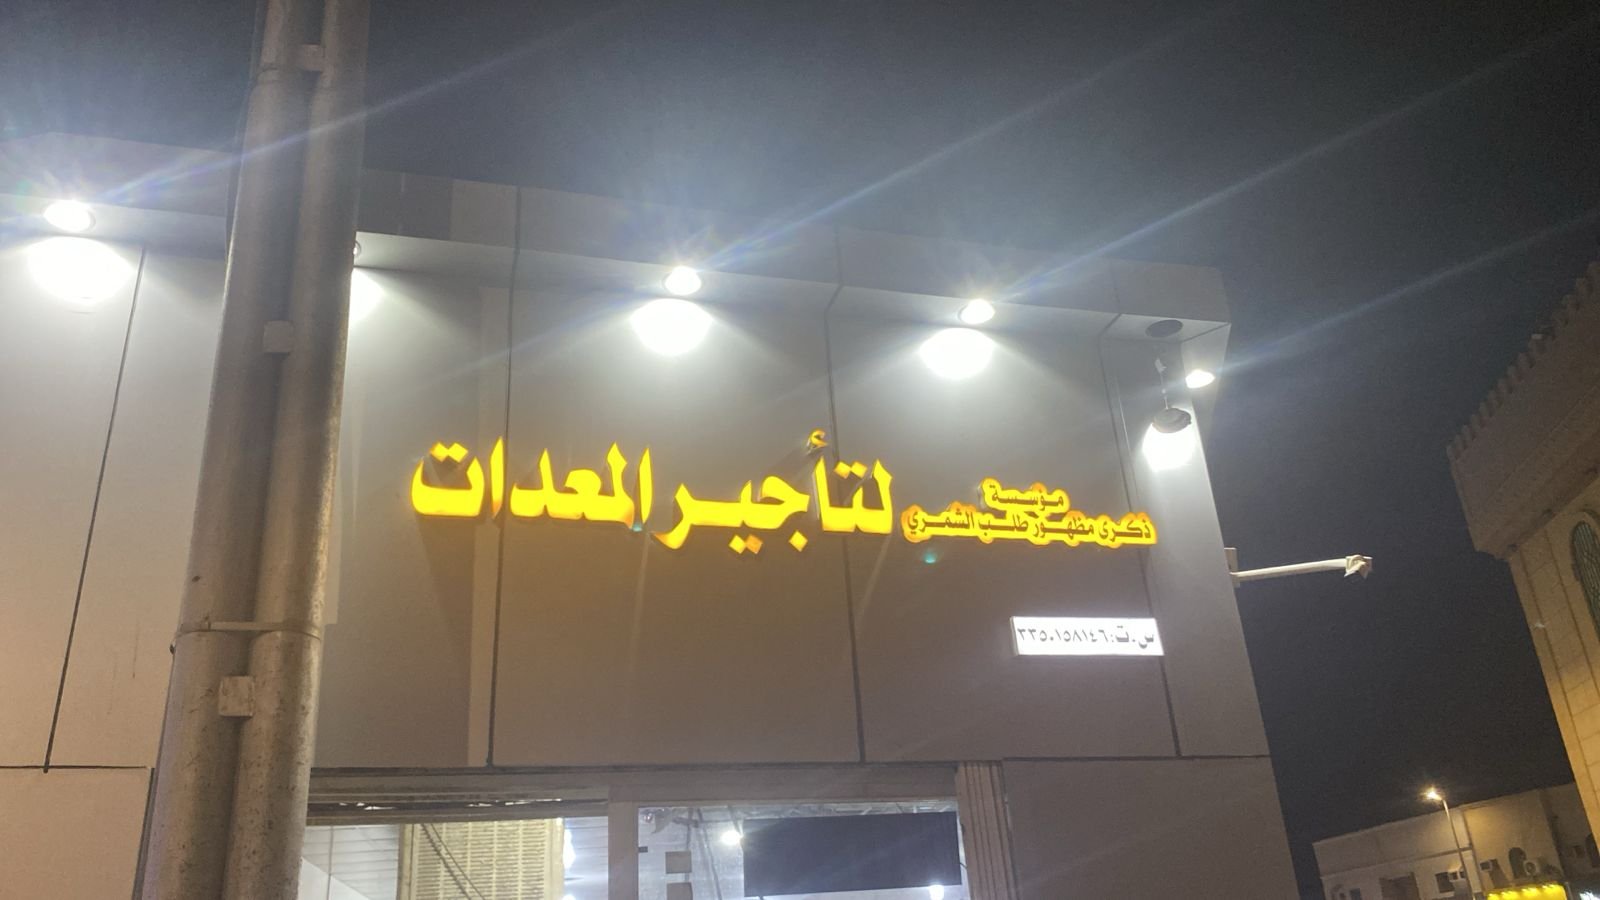 مؤسسة
ذكرى مظهور طلب الشمري
لتأجير المعدات
س.ت: ٣٣٥٠١٥٨١٤٦